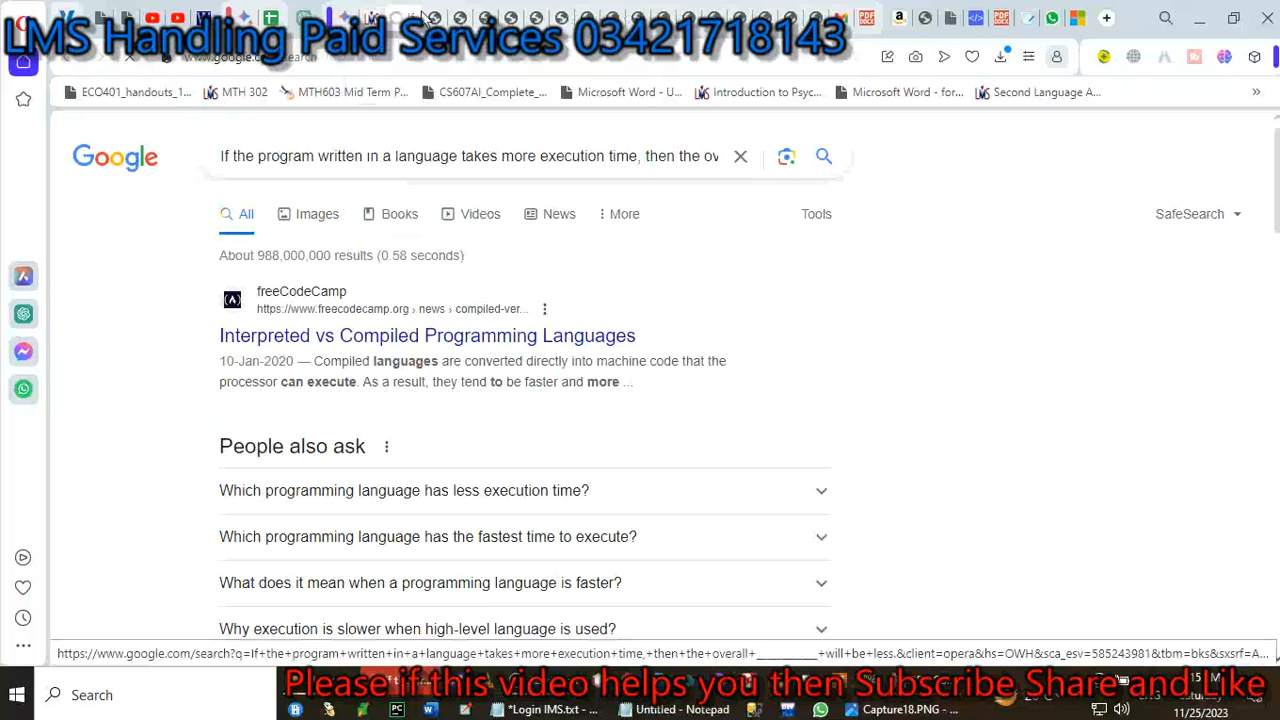 LMS Handling Paid Services 03421718143
www.google.com/search
ECO401_handouts_1...
MTH 302
MTH603 Mid Term P...
CS607AI_Complete_...
Microsoft Word - U...
Introduction to Psyc...
Microsoft Word - for...
Second Language A...
Google
If the program written in a language takes more execution time, then the ov
All
Images
Books
Videos
News
More
Tools
SafeSearch
About 988,000,000 results (0.58 seconds)
freeCodeCamp
https://www.freecodecamp.org › news › compiled-ver...
Interpreted vs Compiled Programming Languages
10-Jan-2020 — Compiled languages are converted directly into machine code that the
processor can execute. As a result, they tend to be faster and more ...
People also ask
Which programming language has less execution time?
Which programming language has the fastest time to execute?
What does it mean when a programming language is faster?
Why execution is slower when high-level language is used?
https://www.google.com/search?q=If+the+program+written+in+a+language+takes+more+execution+time,+then+the+overall+__________+will+be+less.&client=opera&hs=OWH&sca_esv=585243981&tbm=bks&sxsrf=A...
Please if this video helps you then Subscribe Share and Like
Search
*Login IMS.txt - ...
Untitled - Notepad
Capture18.PNG - ...
11/25/2023